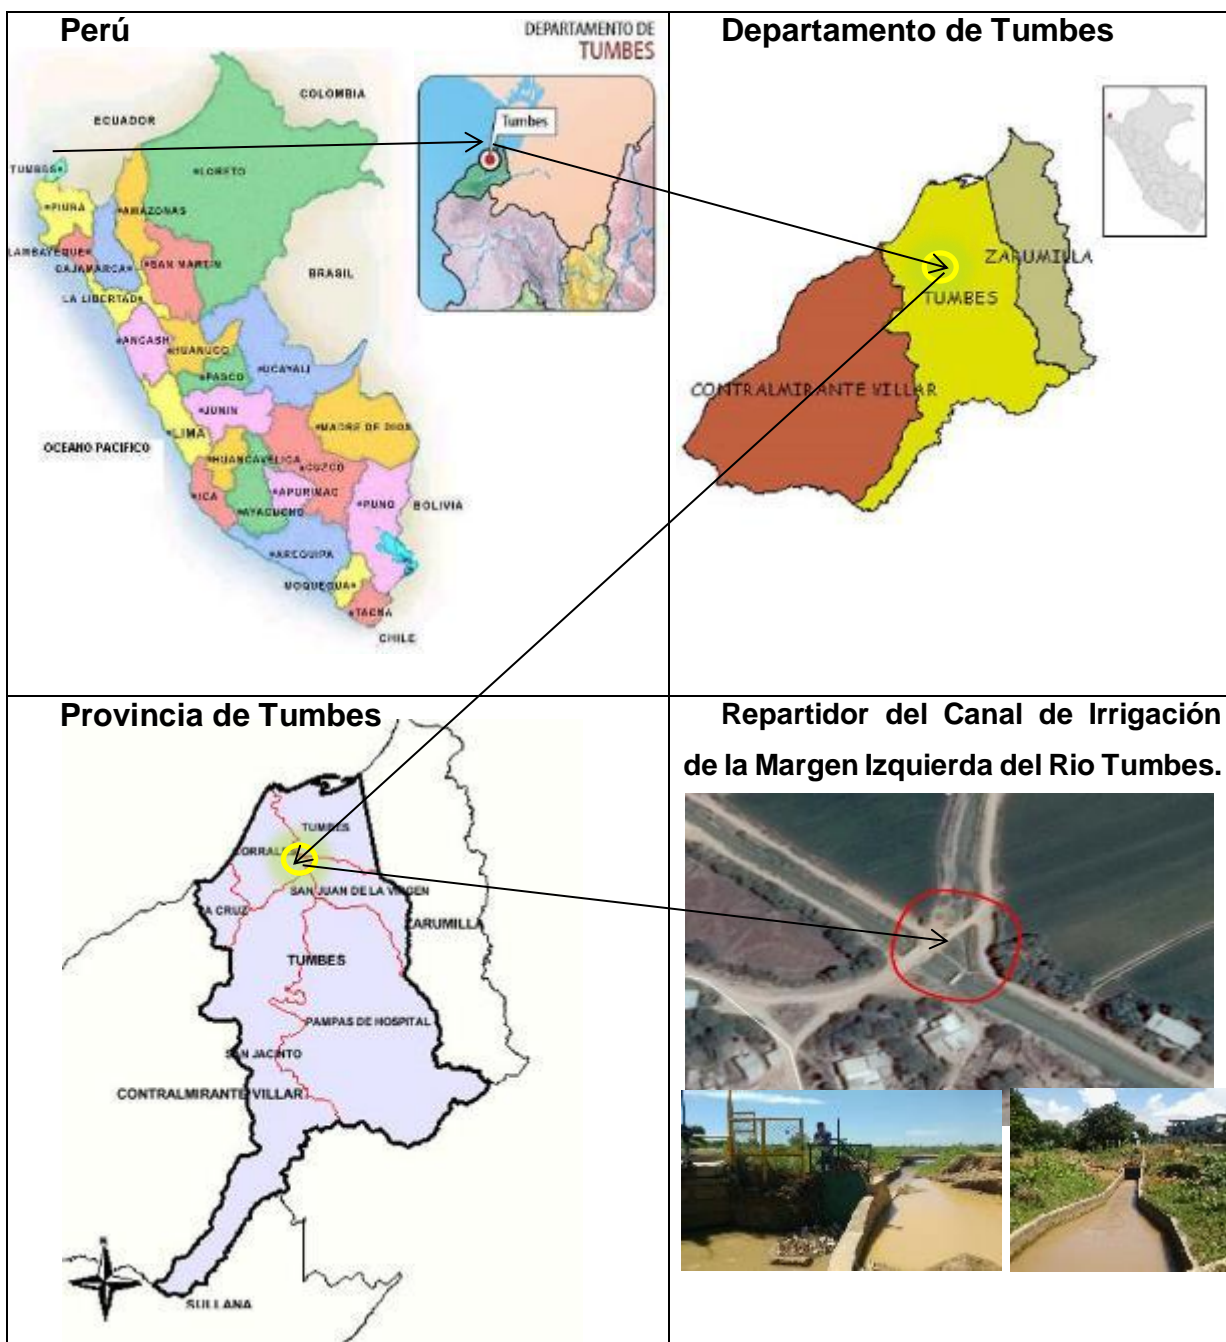 Perú
DEPARTAMENTO DE
TUMBES
COLOMBIA
ECUADOR
Tumbes
TUMBES
LORETO
PIURA
AMAZONAS
LAMBAYEQUE
CAJAMARCA
SAN MARTIN
BRASIL
LA LIBERTAD
ANCASH
HUANUCO
UCAYALI
PASCO
JUNIN
LIMA
MADRE DE DIOS
OCEANO PACIFICO
HUANCAVELICA
CUZCO
ICA
APURIMAC
PUNO
BOLIVIA
AYACUCHO
AREQUIPA
MOQUEGUA
TACNA
CHILE
Departamento de Tumbes
ZARUMILLA
TUMBES
CONTRALMIRANTE VILLAR
Provincia de Tumbes
TUMBES
CORRAL
SAN JUAN DE LA VIRGEN
A CRUZ
ZARUMILLA
TUMBES
PAMPAS DE HOSPITAL
SAN JACINTO
CONTRALMIRANTE VILLAR
SULLANA
Repartidor del Canal de Irrigación
de la Margen Izquierda del Rio Tumbes.